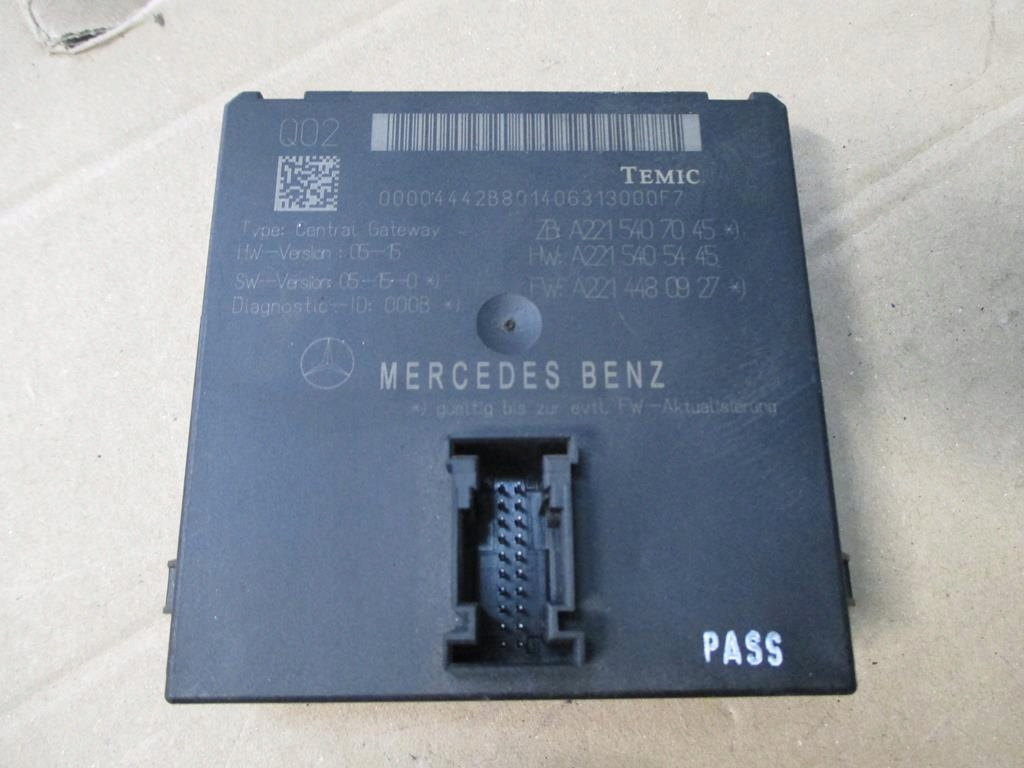 Q02
TEMIC
00004442B801406313000F7
Type: Central Gateway
ZB: A221 540 70 45 *)
HW-Version : 05-15
HW: A221 540 54 45
SW-Version: 05-15-0 *)
FW: A221 448 09 27 *)
Diagnostic-ID: 000B *)
MERCEDES BENZ
*) gueltig bis zur evtl. FW-Aktualisierung
PASS